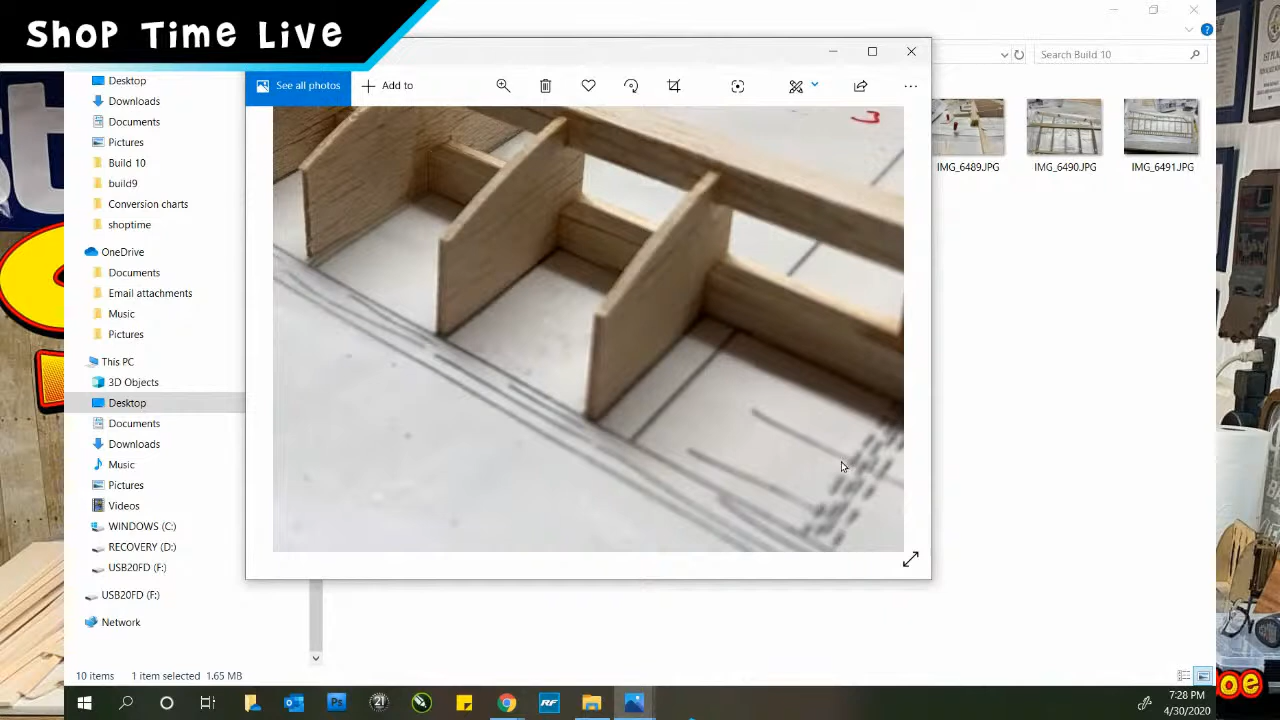 Shop Time Live
Search Build 10
See all photos
Add to
Desktop
Downloads
Documents
Pictures
Build 10
build9
Conversion charts
shoptime
OneDrive
Documents
Email attachments
Music
Pictures
This PC
3D Objects
Desktop
Documents
Downloads
Music
Pictures
Videos
WINDOWS (C:)
RECOVERY (D:)
USB20FD (F:)
USB20FD (F:)
Network
IMG_6489.JPG
IMG_6490.JPG
IMG_6491.JPG
10 items
1 item selected 1.65 MB
Ps
RF
7:28 PM
4/30/2020